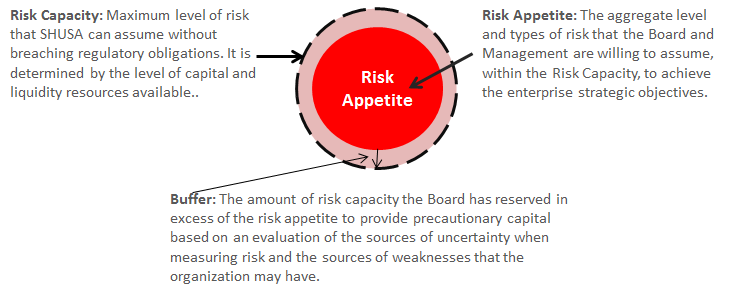 Risk Capacity: Maximum level of risk
that SHUSA can assume without
breaching regulatory obligations. It is
determined by the level of capital and
liquidity resources available..
Risk
Appetite
Risk Appetite: The aggregate level
and types of risk that the Board and
Management are willing to assume,
within the Risk Capacity, to achieve
the enterprise strategic objectives.
Buffer: The amount of risk capacity the Board has reserved in
excess of the risk appetite to provide precautionary capital
based on an evaluation of the sources of uncertainty when
measuring risk and the sources of weaknesses that the
organization may have.